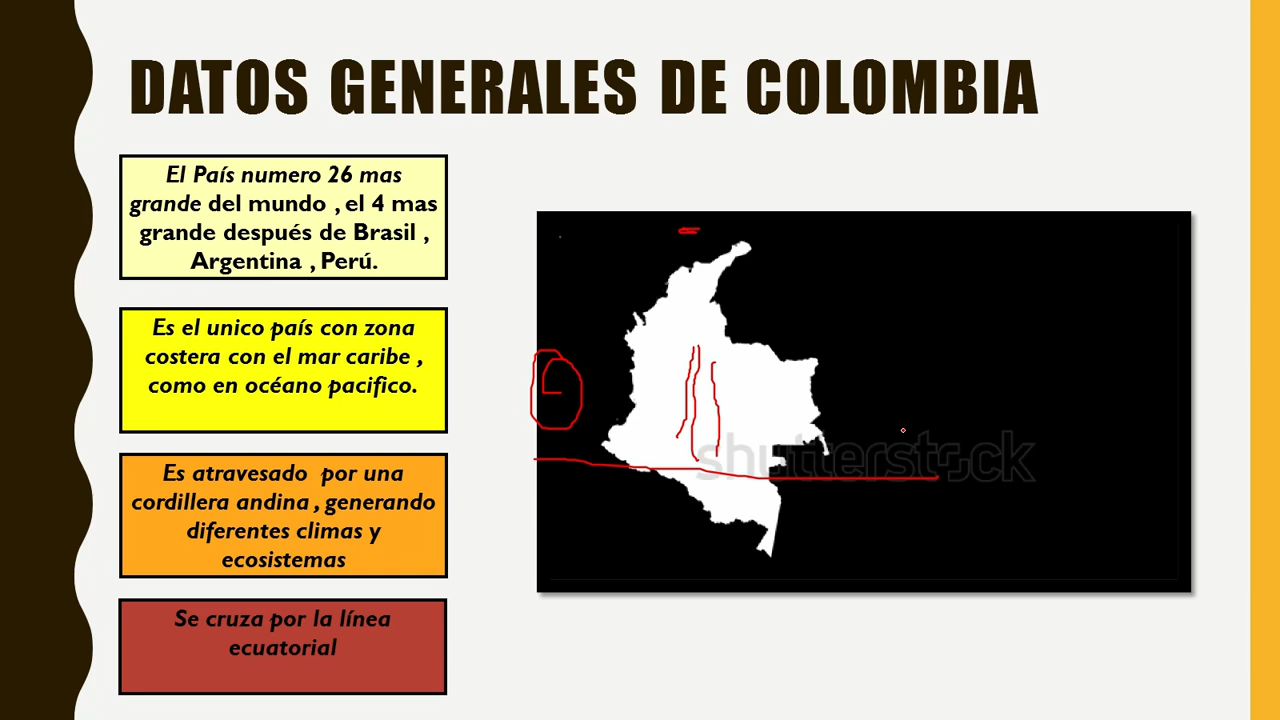 DATOS GENERALES DE COLOMBIA
El País numero 26 mas
grande del mundo , el 4 mas
grande después de Brasil ,
Argentina , Perú.
Es el unico país con zona
costera con el mar caribe ,
como en océano pacifico.
Es atravesado por una
cordillera andina , generando
diferentes climas y
ecosistemas
Se cruza por la línea
ecuatorial
shutterstock